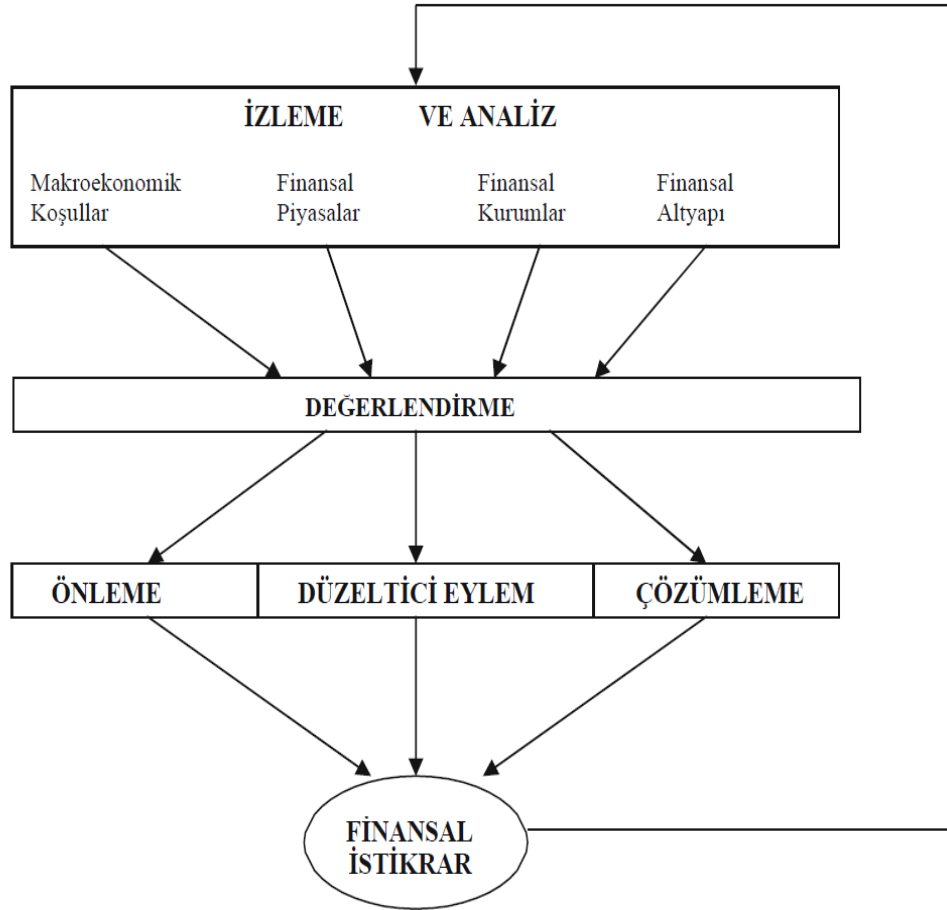 İZLEME VE ANALİZ
Makroekonomik Finansal Finansal Finansal
Koşullar Piyasalar Kurumlar Altyapı
DEĞERLENDİRME
ÖNLEME DÜZELTİCİ EYLEM ÇÖZÜMLEME
FİNANSAL
İSTİKRAR